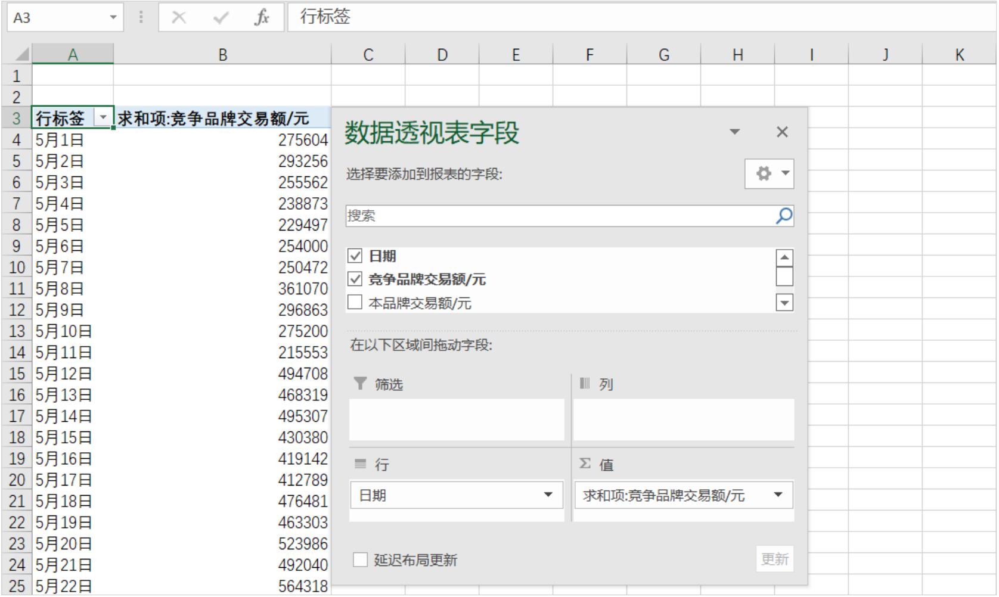 A3 fx 行标签
A B C D E F G H I J K
1
2
3 行标签 求和项:竞争品牌交易额/元
4 5月1日 275604
5 5月2日 293256
6 5月3日 255562
7 5月4日 238873
8 5月5日 229497
9 5月6日 254000
10 5月7日 250472
11 5月8日 361070
12 5月9日 296863
13 5月10日 275200
14 5月11日 215553
15 5月12日 494708
16 5月13日 468319
17 5月14日 495307
18 5月15日 430380
19 5月16日 419142
20 5月17日 412789
21 5月18日 476481
22 5月19日 463303
23 5月20日 523986
24 5月21日 492040
25 5月22日 564318
数据透视表字段
选择要添加到报表的字段:
搜索
日期
竞争品牌交易额/元
本品牌交易额/元
在以下区域间拖动字段:
筛选
列
行
Σ 值
日期
求和项:竞争品牌交易额/元
延迟布局更新
更新